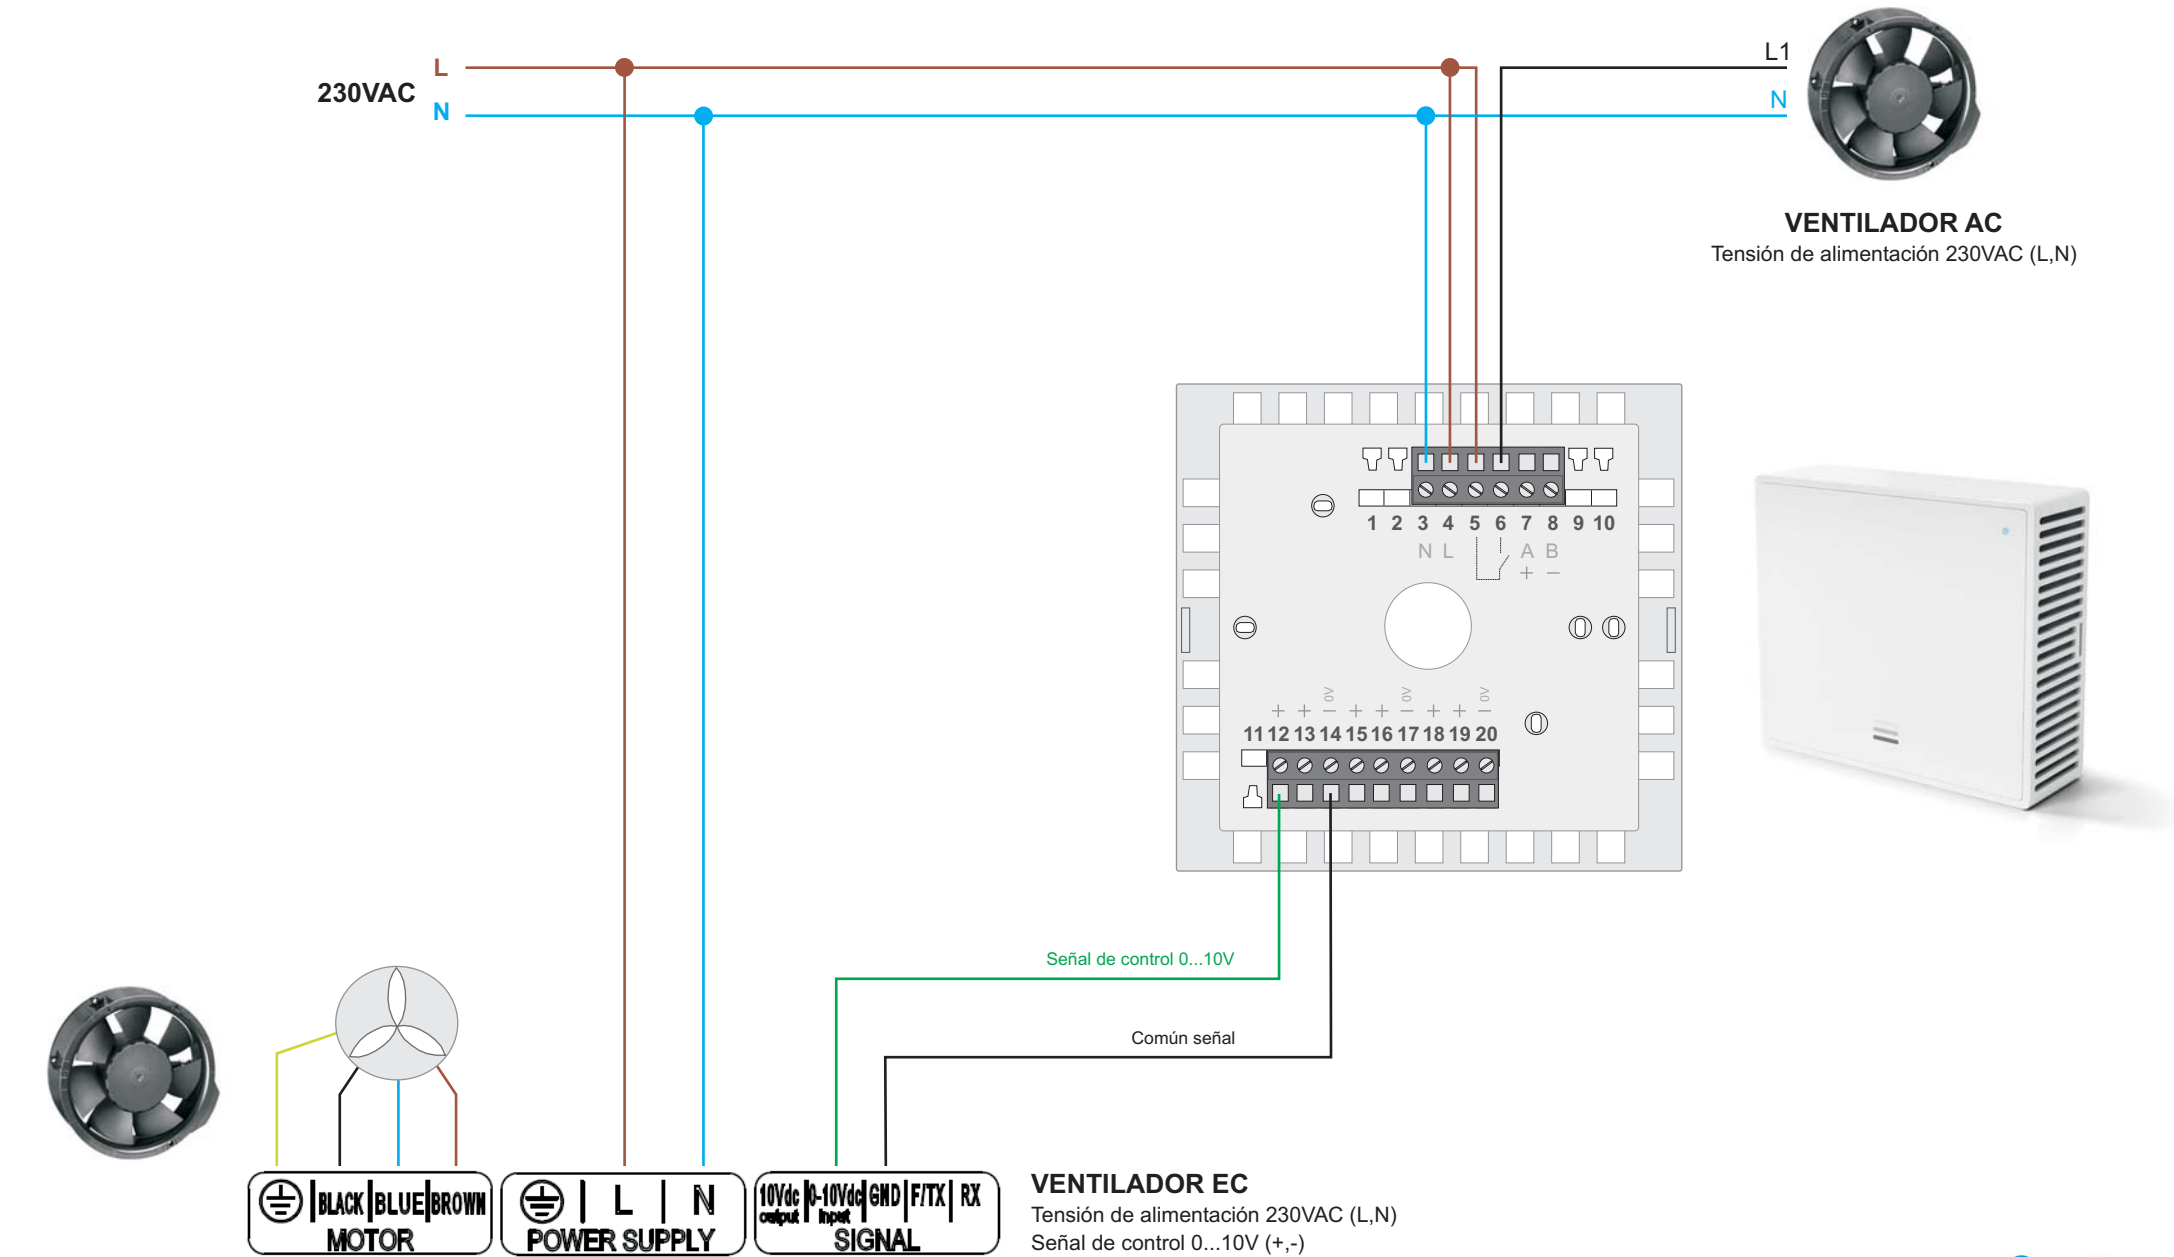 L
230VAC
N
L1
N
VENTILADOR AC
Tensión de alimentación 230VAC (L,N)
1 2 3 4 5 6 7 8 9 10
N L A B
+ −
0V 0V 0V
+ + − + + − + + −
11 12 13 14 15 16 17 18 19 20
Señal de control 0...10V
Común señal
BLACK BLUE BROWN
MOTOR
L N
POWER SUPPLY
10Vdc output 0-10Vdc input GND F/TX RX
SIGNAL
VENTILADOR EC
Tensión de alimentación 230VAC (L,N)
Señal de control 0...10V (+,-)